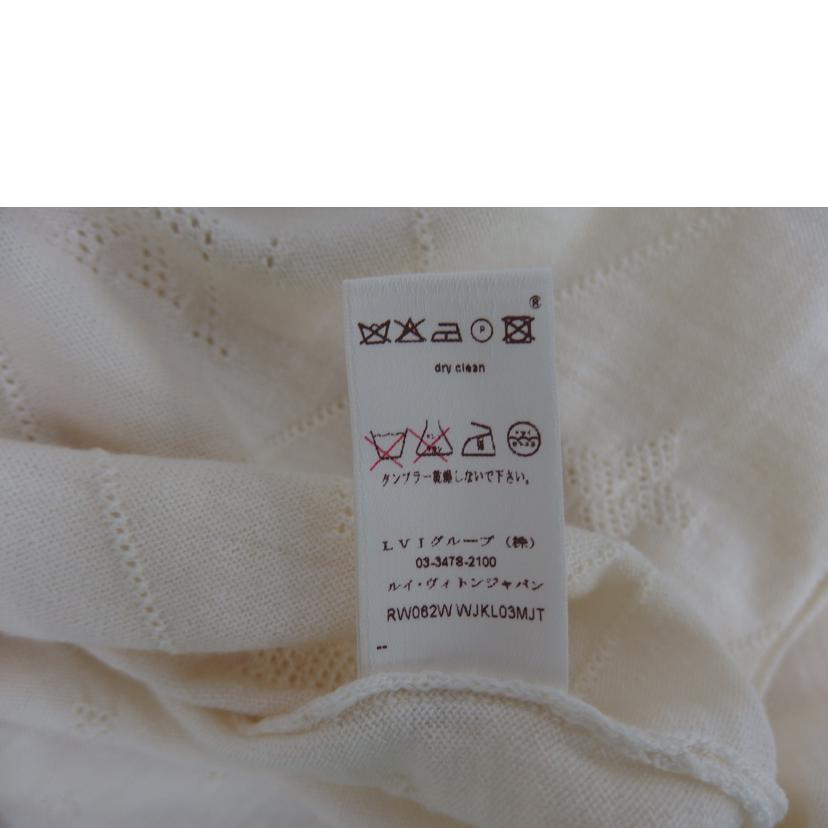 ®
P
dry clean
タンブラー乾燥しないで下さい。
LVIグループ (株)
03-3478-2100
ルイ・ヴィトンジャパン
RW062W WJKL03MJT
--